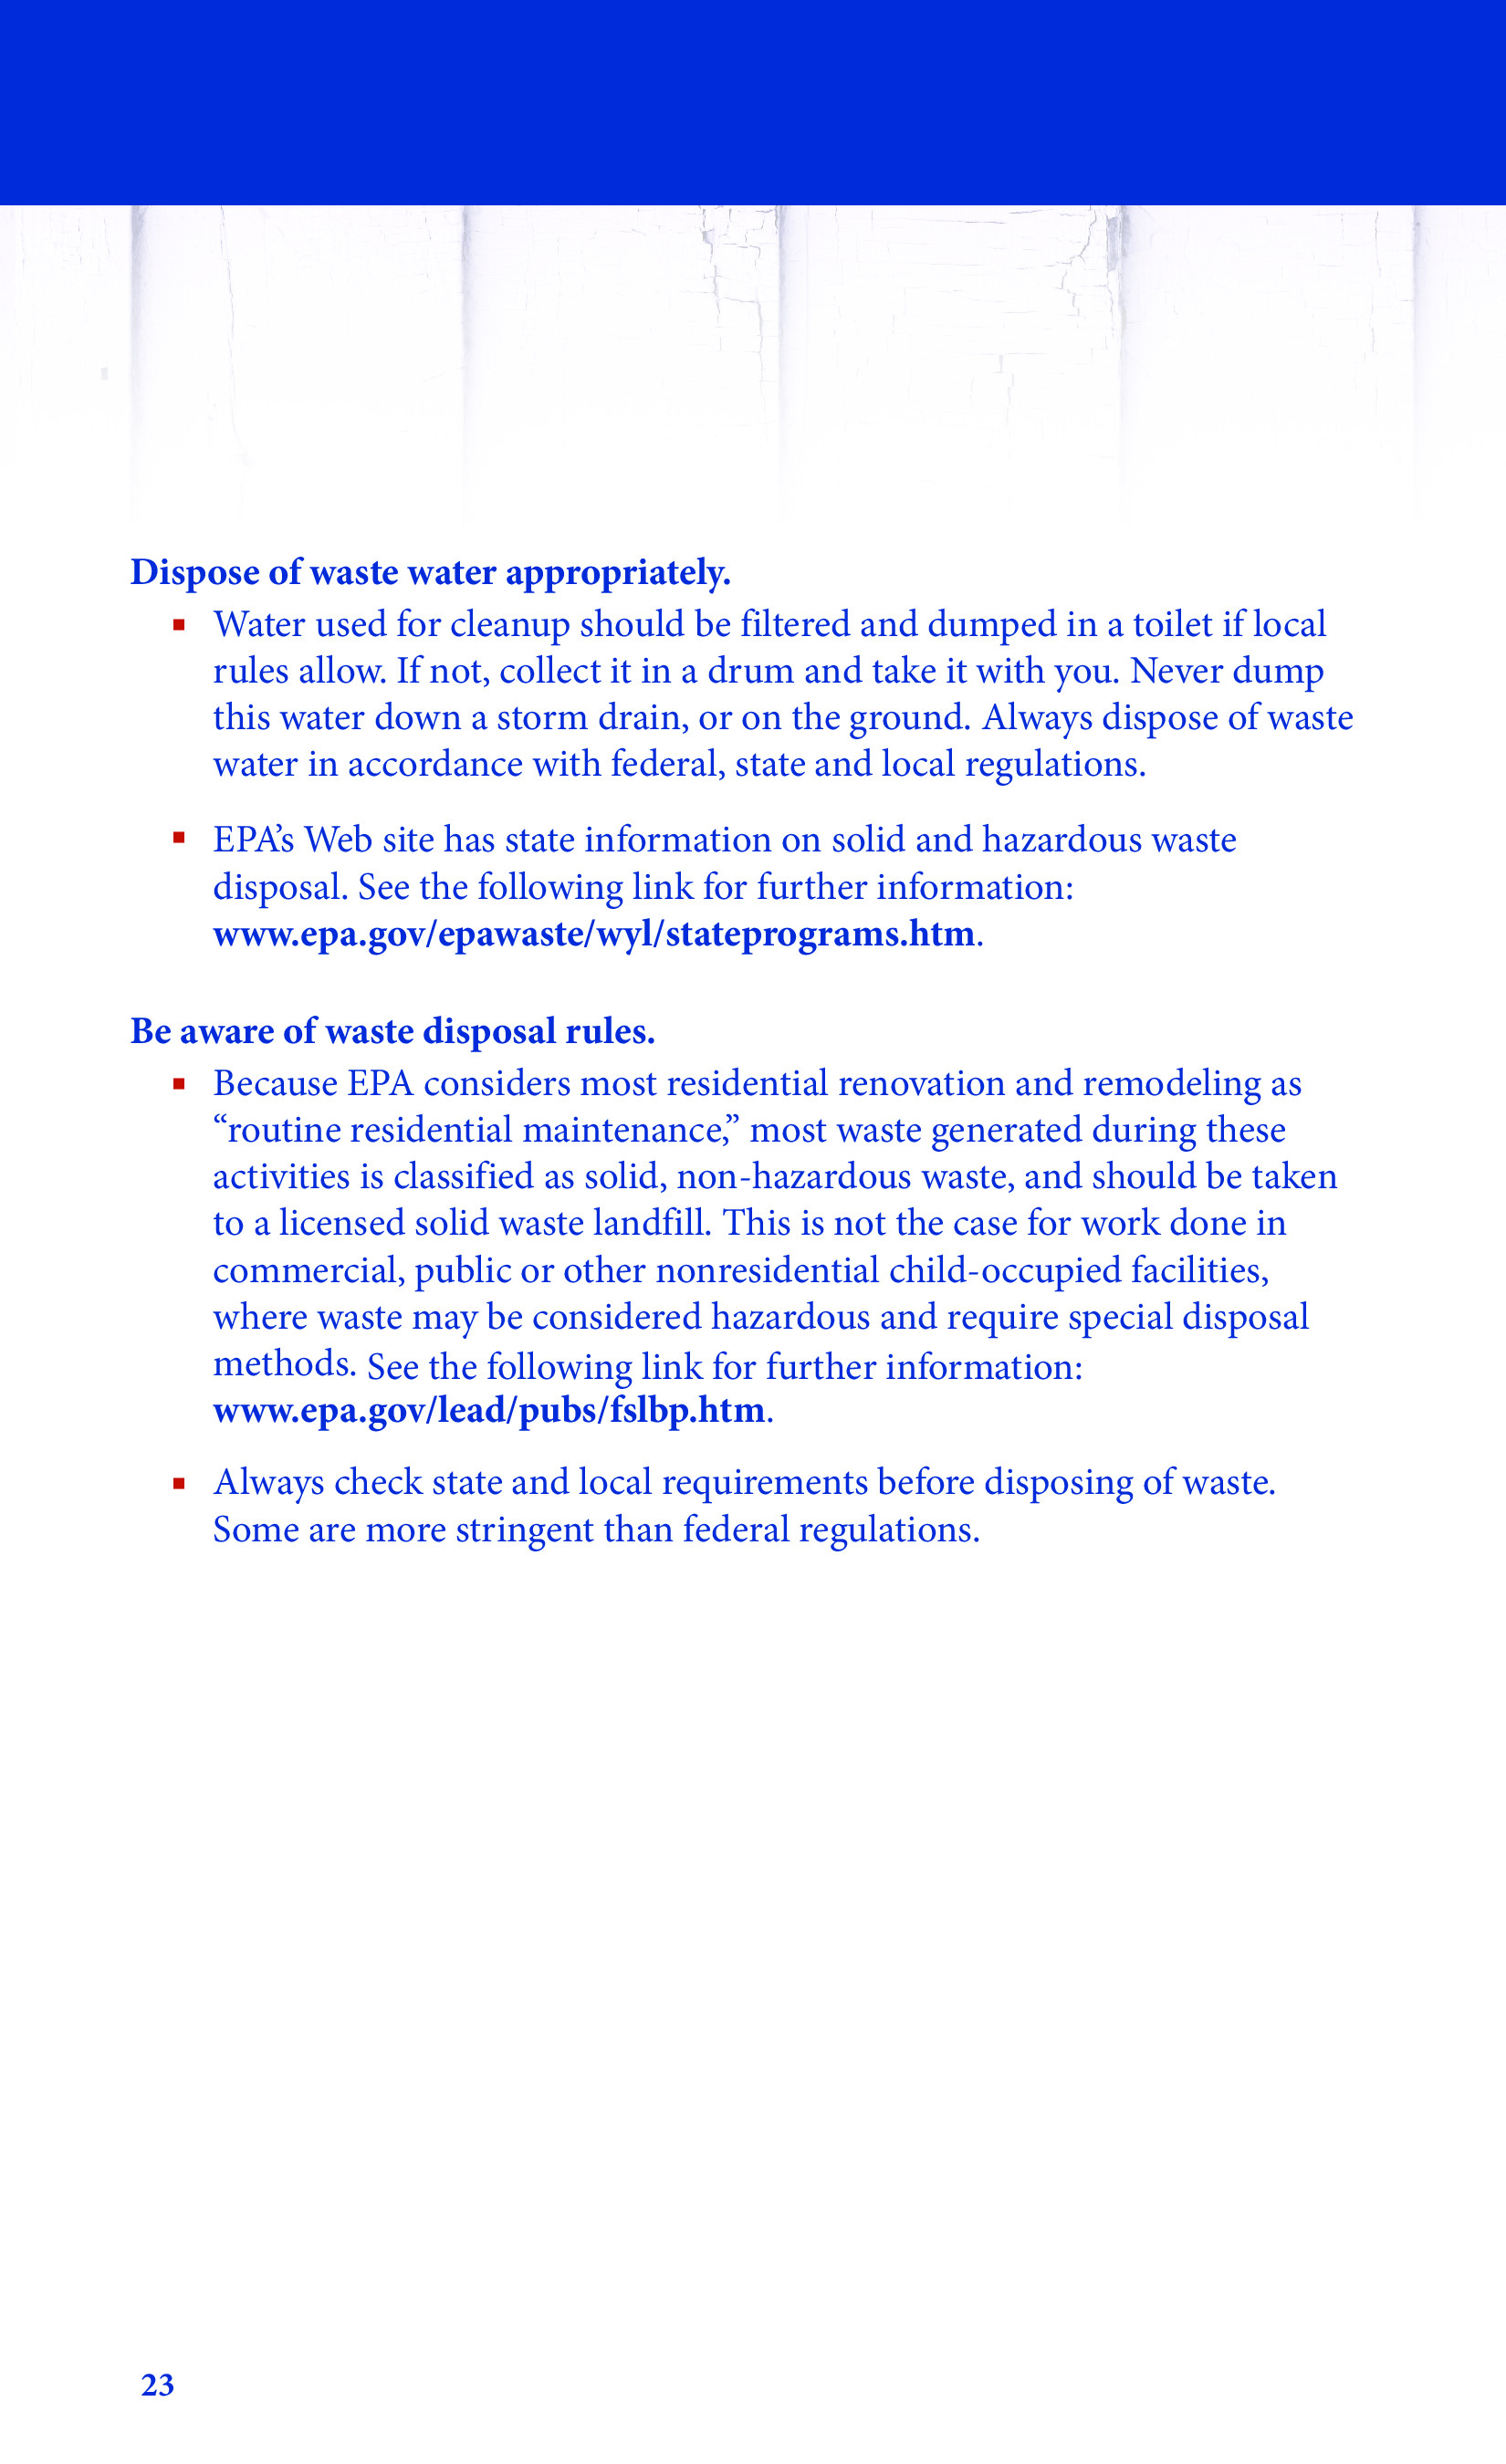 Dispose of waste water appropriately.
▪ Water used for cleanup should be filtered and dumped in a toilet if local
rules allow. If not, collect it in a drum and take it with you. Never dump
this water down a storm drain, or on the ground. Always dispose of waste
water in accordance with federal, state and local regulations.
▪ EPA’s Web site has state information on solid and hazardous waste
disposal. See the following link for further information:
www.epa.gov/epawaste/wyl/stateprograms.htm.
Be aware of waste disposal rules.
▪ Because EPA considers most residential renovation and remodeling as
“routine residential maintenance,” most waste generated during these
activities is classified as solid, non-hazardous waste, and should be taken
to a licensed solid waste landfill. This is not the case for work done in
commercial, public or other nonresidential child-occupied facilities,
where waste may be considered hazardous and require special disposal
methods. See the following link for further information:
www.epa.gov/lead/pubs/fslbp.htm.
▪ Always check state and local requirements before disposing of waste.
Some are more stringent than federal regulations.
23